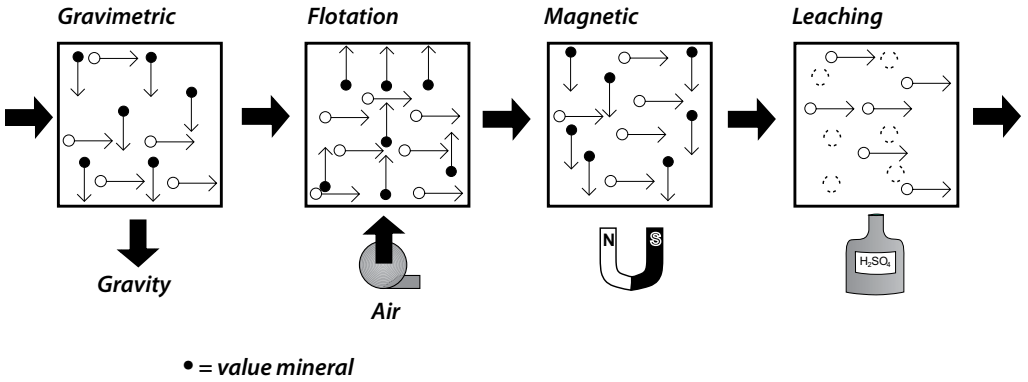 Gravimetric
Flotation
Magnetic
Leaching
N
S
H₂SO₄
Gravity
Air
• = value mineral